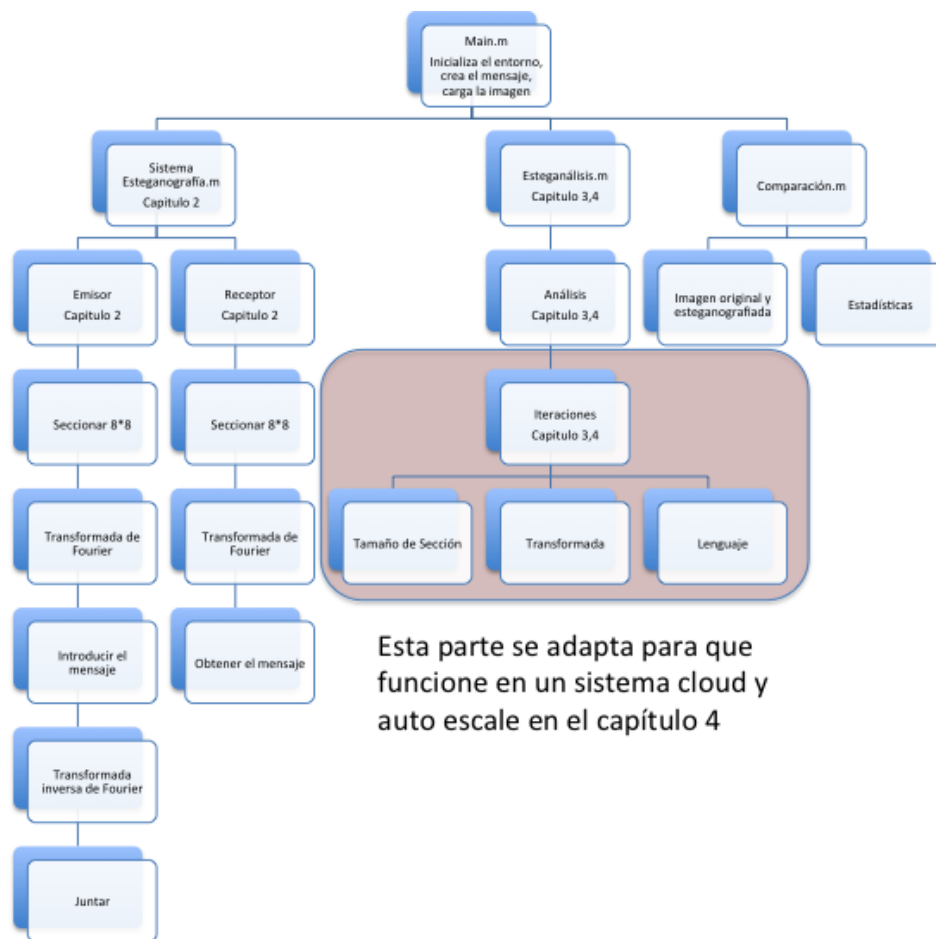 Main.m
Inicializa el entorno,
crea el mensaje,
carga la imagen
Sistema
Esteganografía.m
Capitulo 2
Esteganálisis.m
Capitulo 3,4
Comparación.m
Emisor
Capitulo 2
Receptor
Capitulo 2
Análisis
Capitulo 3,4
Imagen original y
esteganografiada
Estadísticas
Seccionar 8*8
Seccionar 8*8
Iteraciones
Capitulo 3,4
Transformada de
Fourier
Transformada de
Fourier
Tamaño de Sección
Transformada
Lenguaje
Introducir el
mensaje
Obtener el mensaje
Esta parte se adapta para que
funcione en un sistema cloud y
auto escale en el capítulo 4
Transformada
inversa de Fourier
Juntar